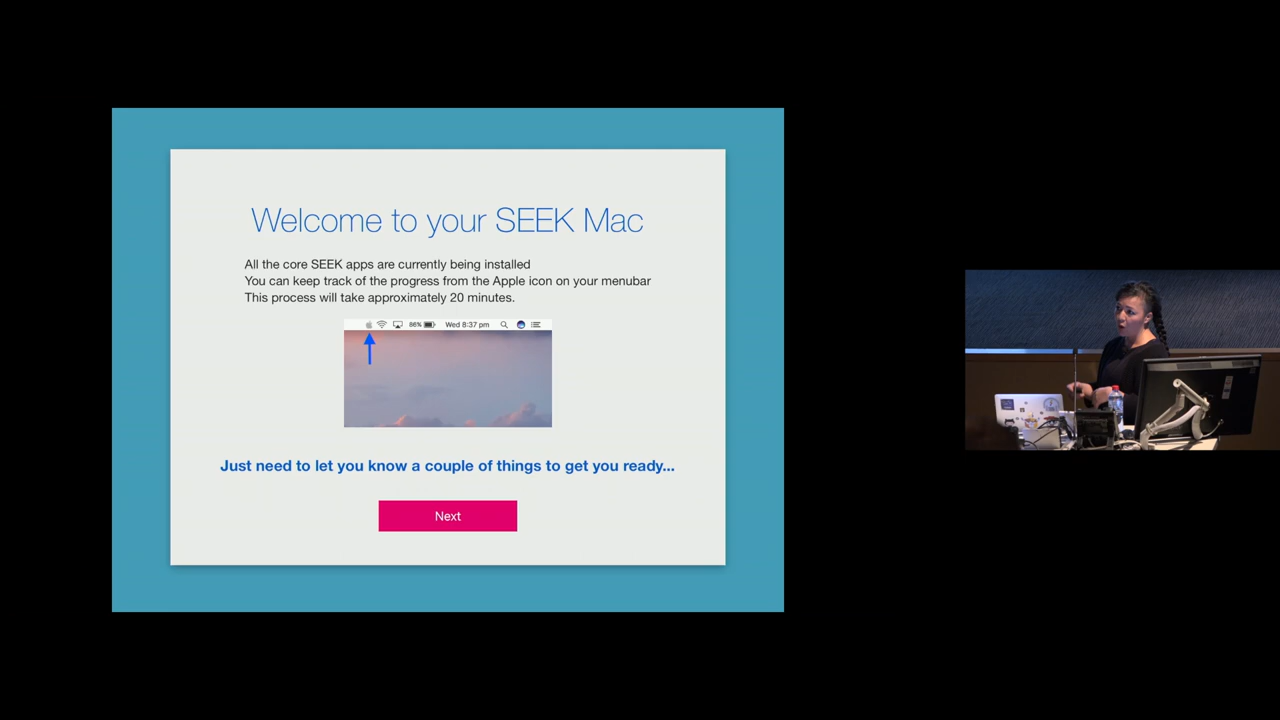 Welcome to your SEEK Mac
All the core SEEK apps are currently being installed
You can keep track of the progress from the Apple icon on your menubar
This process will take approximately 20 minutes.
86% Wed 8:37 pm
Just need to let you know a couple of things to get you ready...
Next